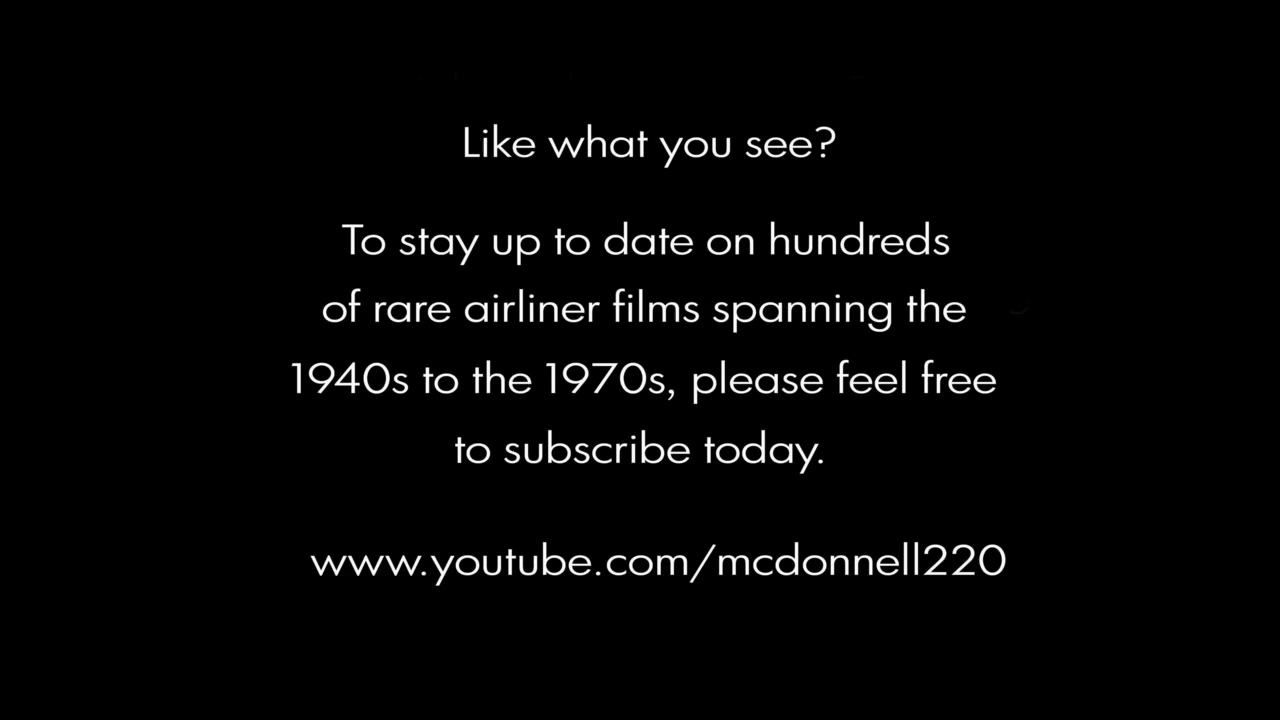 Like what you see?
To stay up to date on hundreds
of rare airliner films spanning the
1940s to the 1970s, please feel free
to subscribe today.
www.youtube.com/mcdonnell220